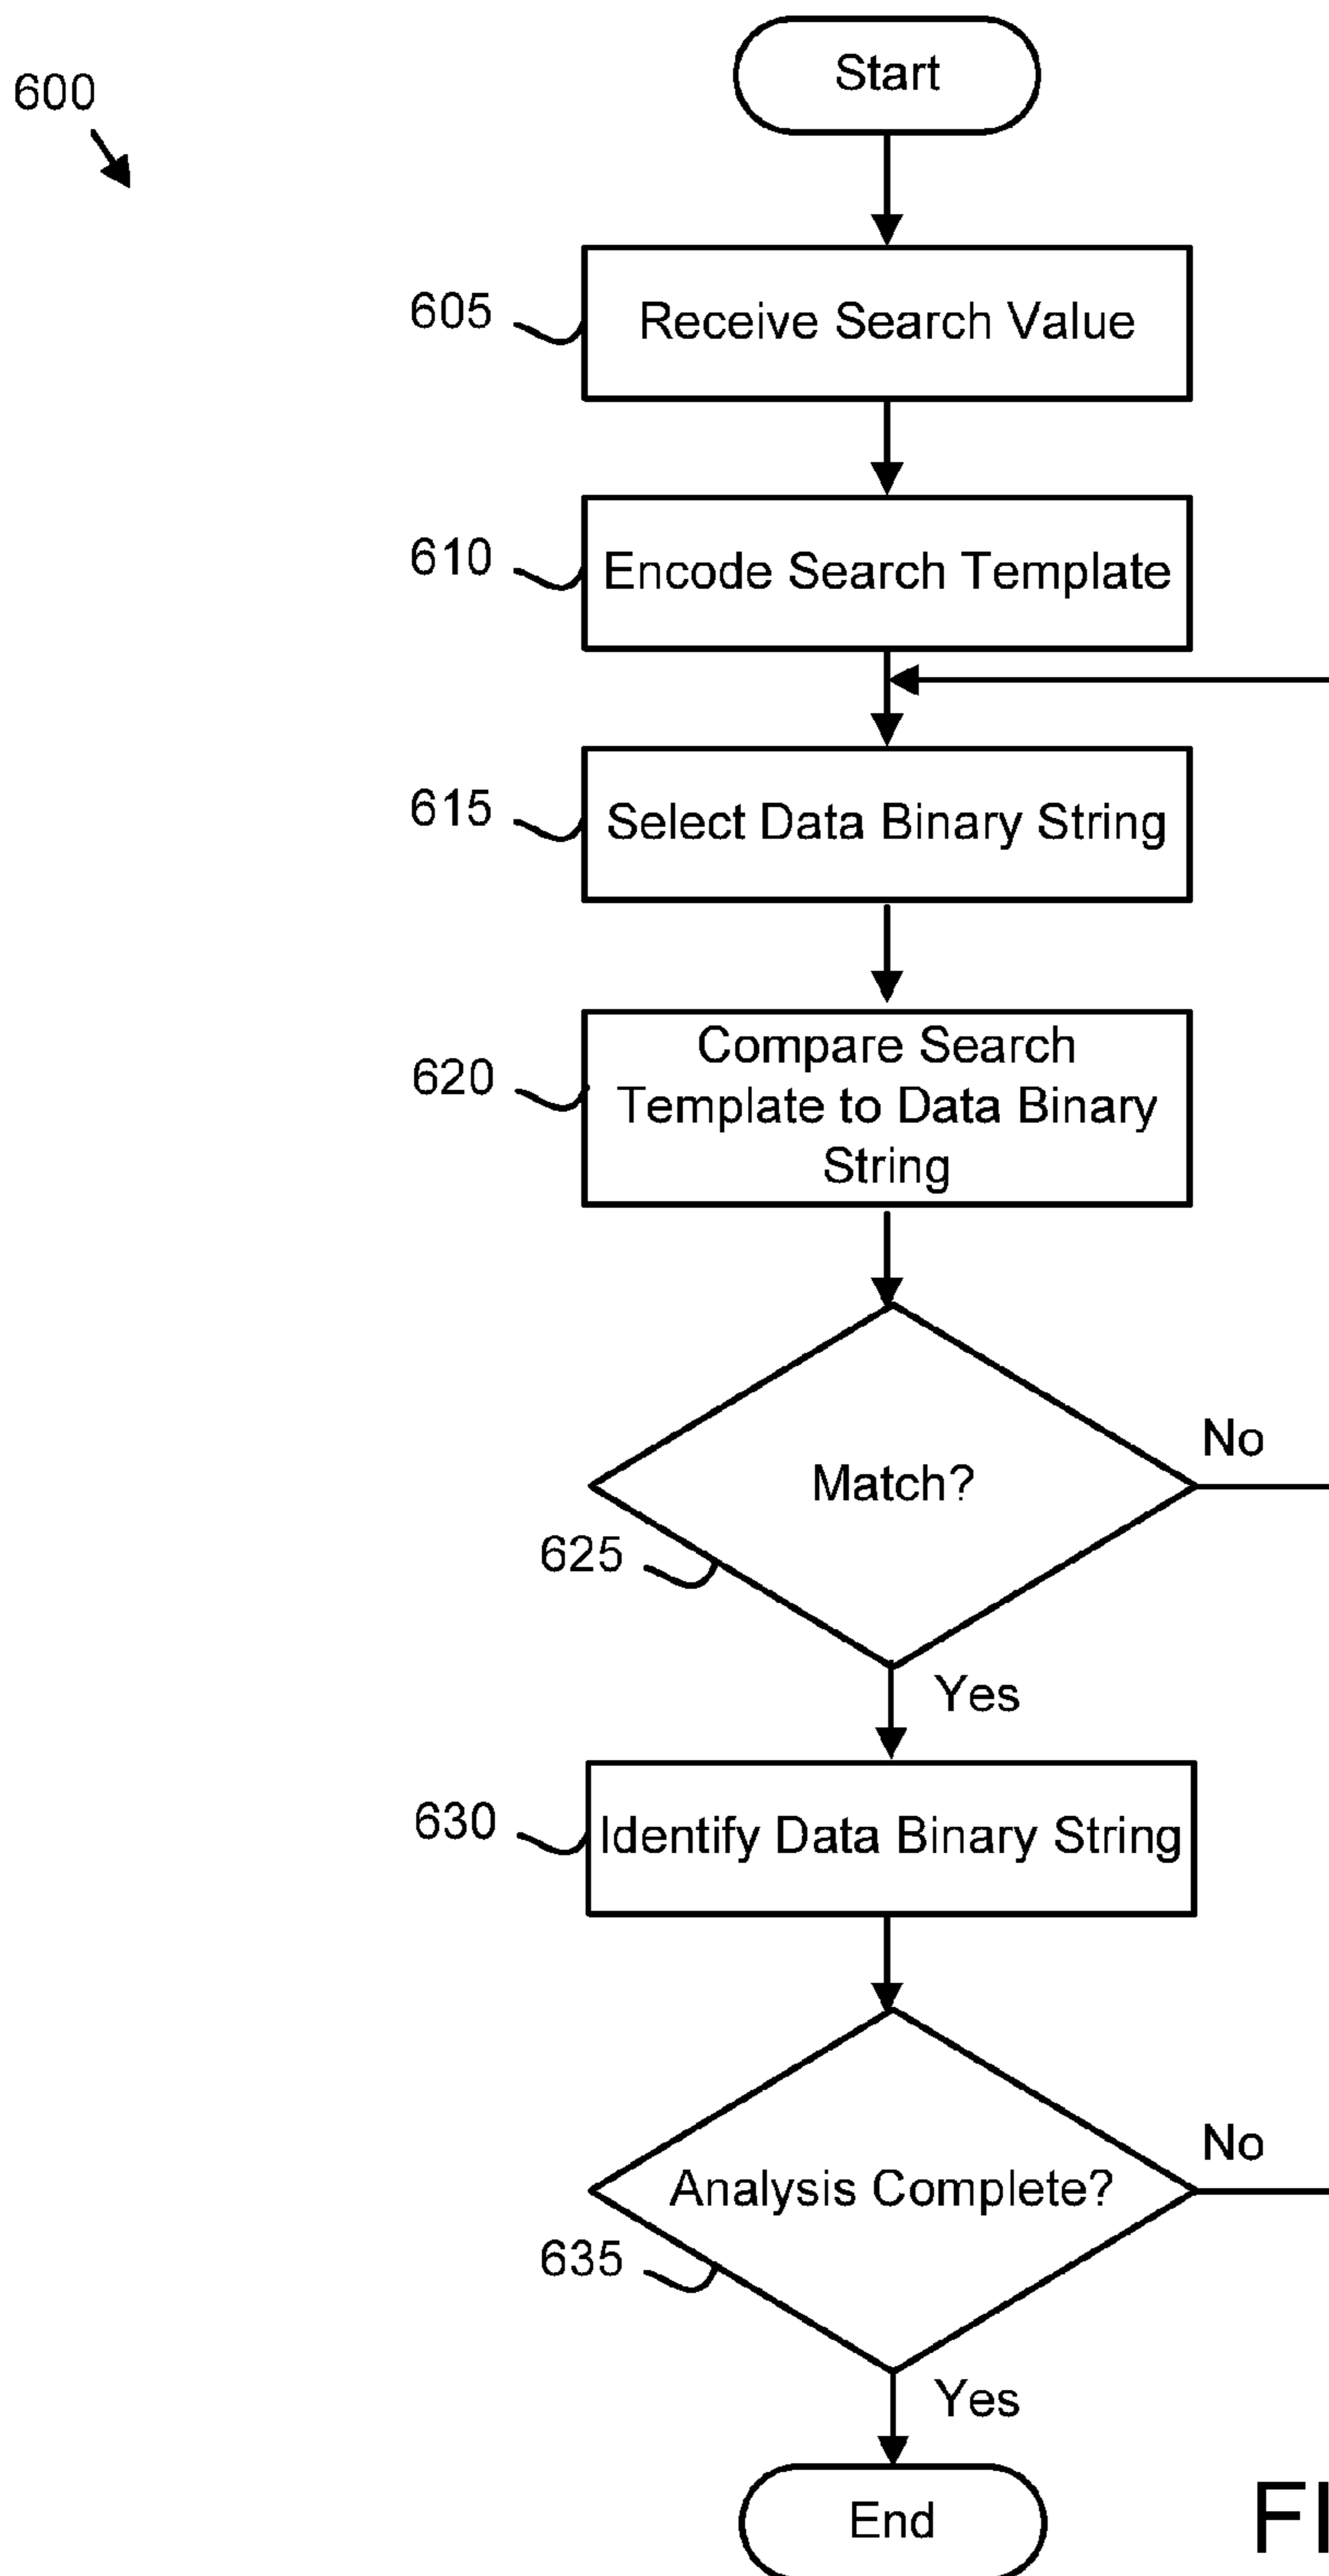 600
Start
605
Receive Search Value
610
Encode Search Template
615
Select Data Binary String
620
Compare Search
Template to Data Binary
String
Match?
No
625
Yes
630
Identify Data Binary String
Analysis Complete?
No
635
Yes
End